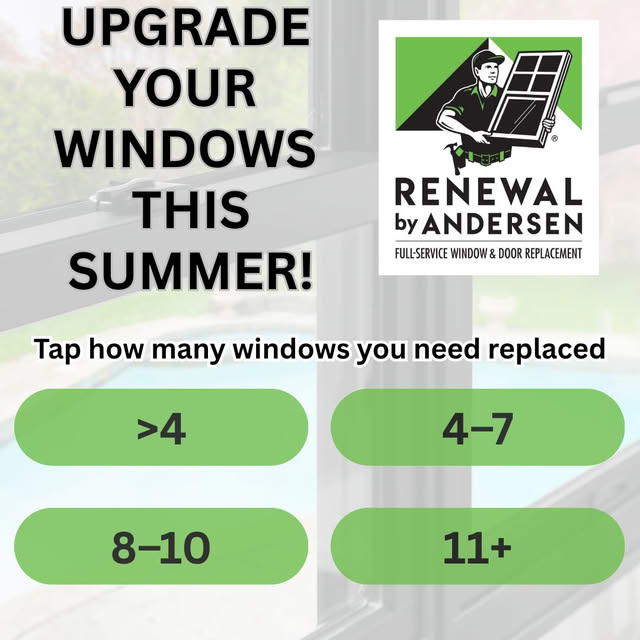 UPGRADE
YOUR
WINDOWS
THIS
SUMMER!
RENEWAL
by ANDERSEN
®
FULL-SERVICE WINDOW & DOOR REPLACEMENT
Tap how many windows you need replaced
>4
4–7
8–10
11+